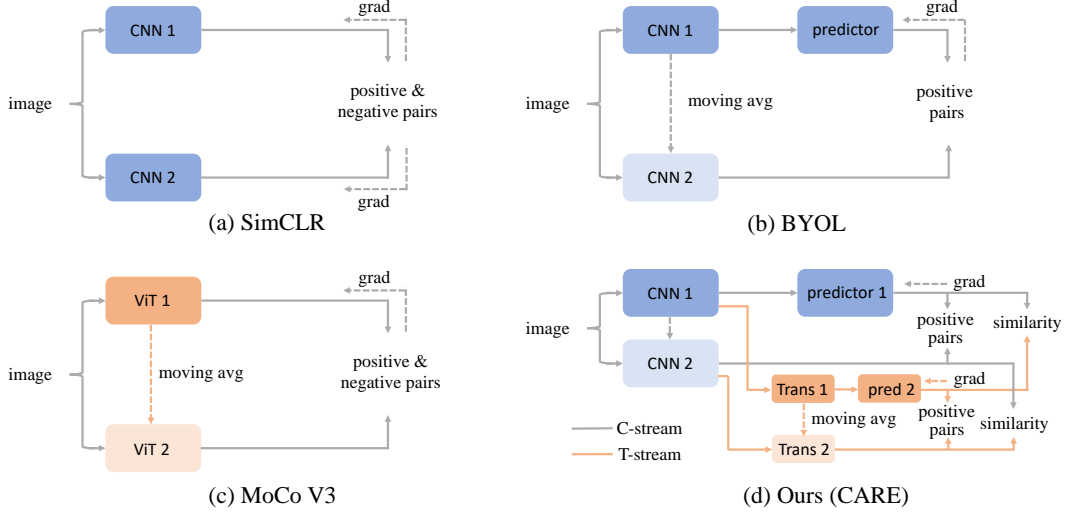 grad
CNN 1
image
positive &
negative pairs
CNN 2
grad
(a) SimCLR
grad
CNN 1
predictor
image
moving avg
positive
pairs
CNN 2
(b) BYOL
ViT 1
grad
image
moving avg
positive &
negative pairs
ViT 2
(c) MoCo V3
CNN 1
predictor 1
grad
image
positive
pairs
similarity
CNN 2
Trans 1
pred 2
grad
moving avg
positive
pairs
similarity
Trans 2
C-stream
T-stream
(d) Ours (CARE)